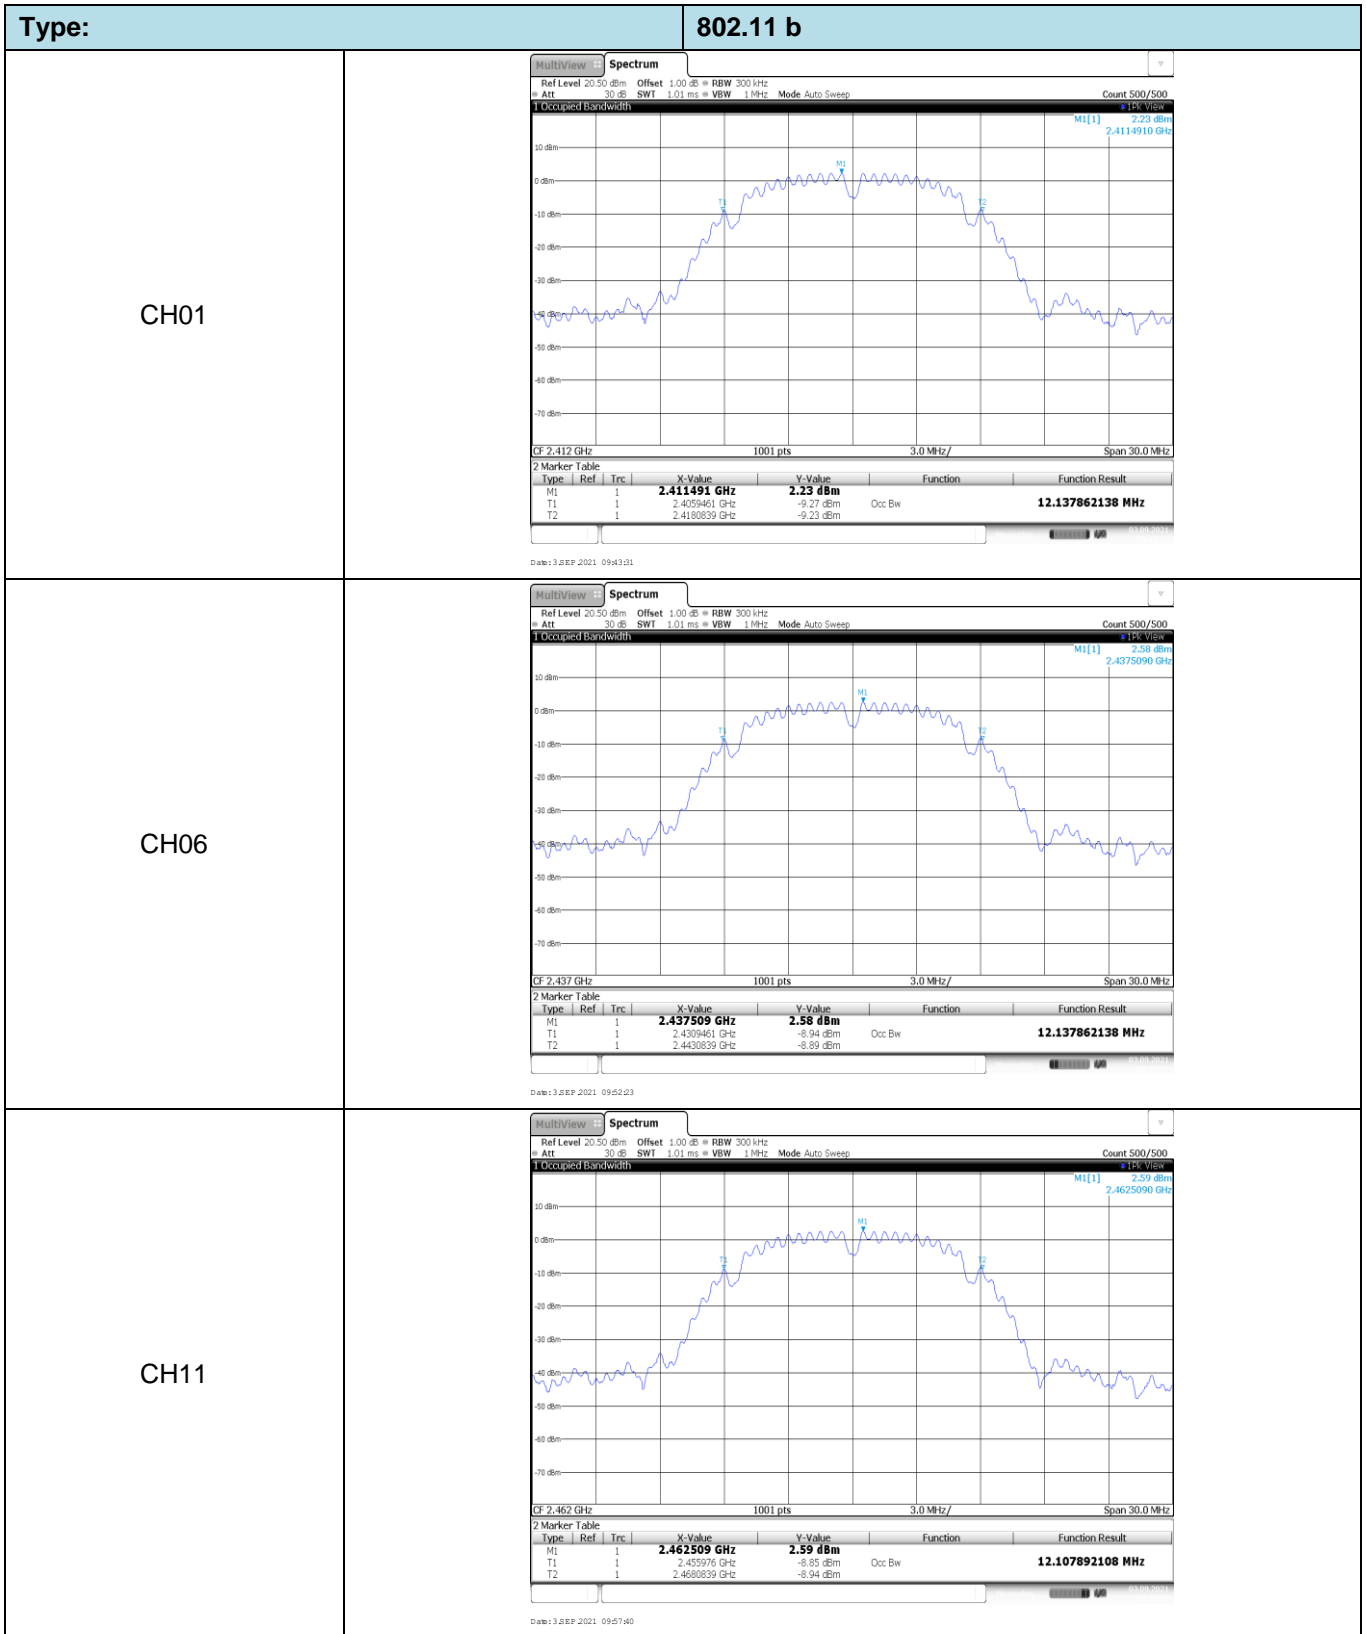 Type: 802.11 b
CH01
MultiView Spectrum
Ref Level 20.50 dBm Offset 1.00 dB RBW 300 kHz
Att 30 dB SWT 1.01 ms VBW 1 MHz Mode Auto Sweep Count 500/500
1 Occupied Bandwidth 1Pk View
M1[1] 2.23 dBm
2.4114910 GHz
10 dBm
M1
0 dBm
T1 T2
-10 dBm
-20 dBm
-30 dBm
-40 dBm
-50 dBm
-60 dBm
-70 dBm
CF 2.412 GHz 1001 pts 3.0 MHz/ Span 30.0 MHz
2 Marker Table
Type Ref Trc X-Value Y-Value Function Function Result
M1 1 2.411491 GHz 2.23 dBm
T1 1 2.4059461 GHz -9.27 dBm Occ Bw 12.137862138 MHz
T2 1 2.4180839 GHz -9.23 dBm
Date: 3.SEP.2021 09:43:31
CH06
MultiView Spectrum
Ref Level 20.50 dBm Offset 1.00 dB RBW 300 kHz
Att 30 dB SWT 1.01 ms VBW 1 MHz Mode Auto Sweep Count 500/500
1 Occupied Bandwidth 1Pk View
M1[1] 2.58 dBm
2.4375090 GHz
10 dBm
M1
0 dBm
T1 T2
-10 dBm
-20 dBm
-30 dBm
-40 dBm
-50 dBm
-60 dBm
-70 dBm
CF 2.437 GHz 1001 pts 3.0 MHz/ Span 30.0 MHz
2 Marker Table
Type Ref Trc X-Value Y-Value Function Function Result
M1 1 2.437509 GHz 2.58 dBm
T1 1 2.4309461 GHz -8.94 dBm Occ Bw 12.137862138 MHz
T2 1 2.4430839 GHz -8.89 dBm
Date: 3.SEP.2021 09:52:23
CH11
MultiView Spectrum
Ref Level 20.50 dBm Offset 1.00 dB RBW 300 kHz
Att 30 dB SWT 1.01 ms VBW 1 MHz Mode Auto Sweep Count 500/500
1 Occupied Bandwidth 1Pk View
M1[1] 2.59 dBm
2.4625090 GHz
10 dBm
M1
0 dBm
T1 T2
-10 dBm
-20 dBm
-30 dBm
-40 dBm
-50 dBm
-60 dBm
-70 dBm
CF 2.462 GHz 1001 pts 3.0 MHz/ Span 30.0 MHz
2 Marker Table
Type Ref Trc X-Value Y-Value Function Function Result
M1 1 2.462509 GHz 2.59 dBm
T1 1 2.455976 GHz -8.85 dBm Occ Bw 12.107892108 MHz
T2 1 2.4680839 GHz -8.94 dBm
Date: 3.SEP.2021 09:57:40